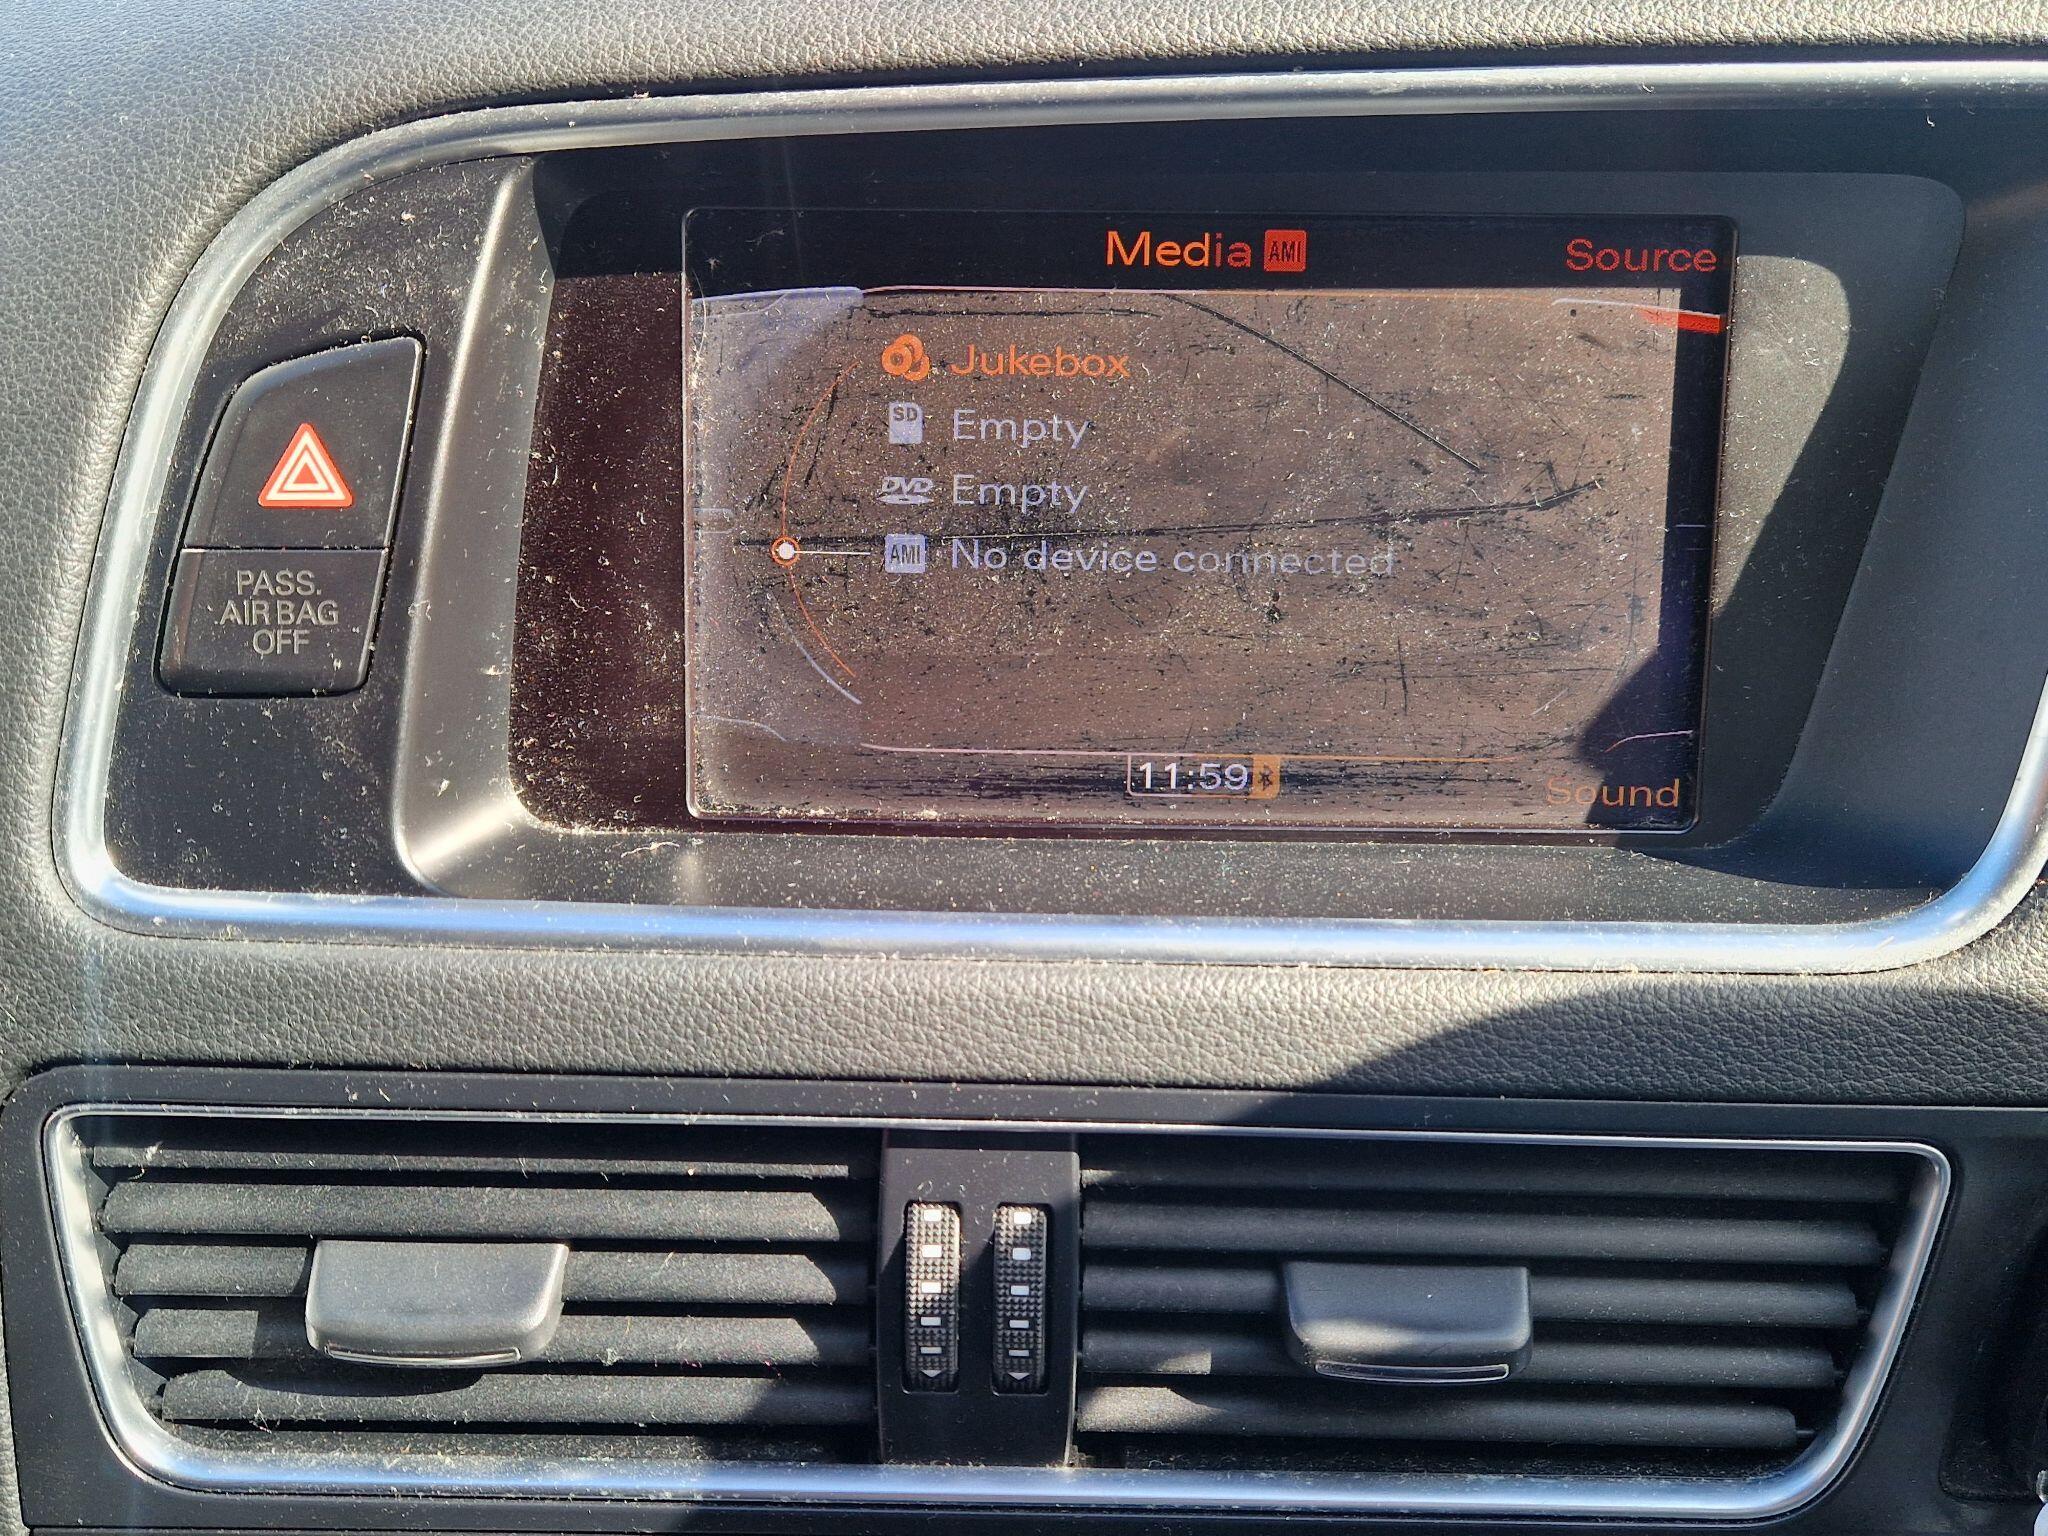 Media AMI
Source
Jukebox
SD Empty
DVD Empty
AMI No device connected
11:59
Sound
PASS.
AIR BAG
OFF